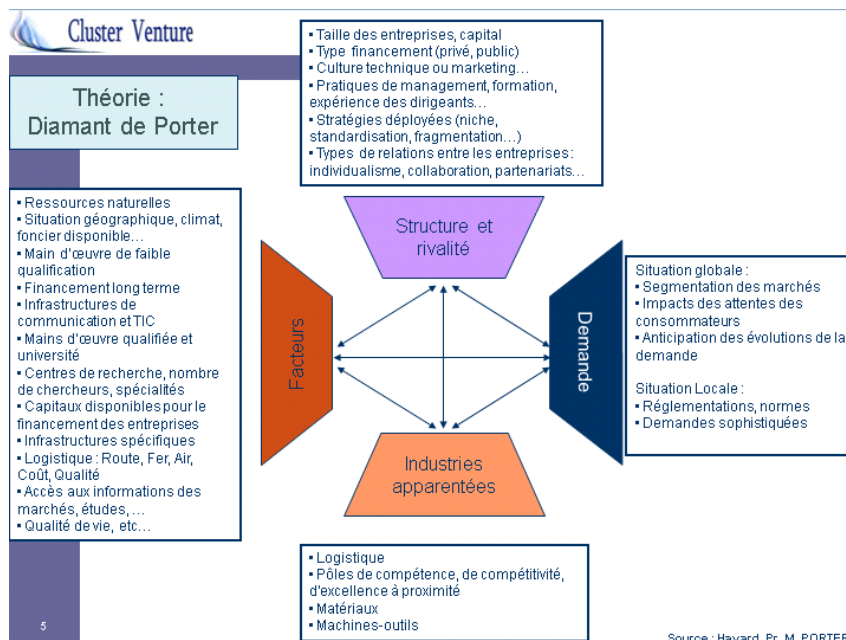 Cluster Venture
Théorie :
Diamant de Porter
▪ Taille des entreprises, capital
▪ Type financement (privé, public)
▪ Culture technique ou marketing…
▪ Pratiques de management, formation,
expérience des dirigeants…
▪ Stratégies déployées (niche,
standardisation, fragmentation…)
▪ Types de relations entre les entreprises :
individualisme, collaboration, partenariats…
▪ Ressources naturelles
▪ Situation géographique, climat,
foncier disponible…
▪ Main d'œuvre de faible
qualification
▪ Financement long terme
▪ Infrastructures de
communication et TIC
▪ Mains d'œuvre qualifiée et
université
▪ Centres de recherche, nombre
de chercheurs, spécialités
▪ Capitaux disponibles pour le
financement des entreprises
▪ Infrastructures spécifiques
▪ Logistique : Route, Fer, Air,
Coût, Qualité
▪ Accès aux informations des
marchés, études, …
▪ Qualité de vie, etc…
Structure et
rivalité
Facteurs
Demande
Industries
apparentées
Situation globale :
▪ Segmentation des marchés
▪ Impacts des attentes des
consommateurs
▪ Anticipation des évolutions de la
demande
Situation Locale :
▪ Réglementations, normes
▪ Demandes sophistiquées
▪ Logistique
▪ Pôles de compétence, de compétitivité,
d'excellence à proximité
▪ Matériaux
▪ Machines-outils
5
Source : Havard, Pr. M. PORTER